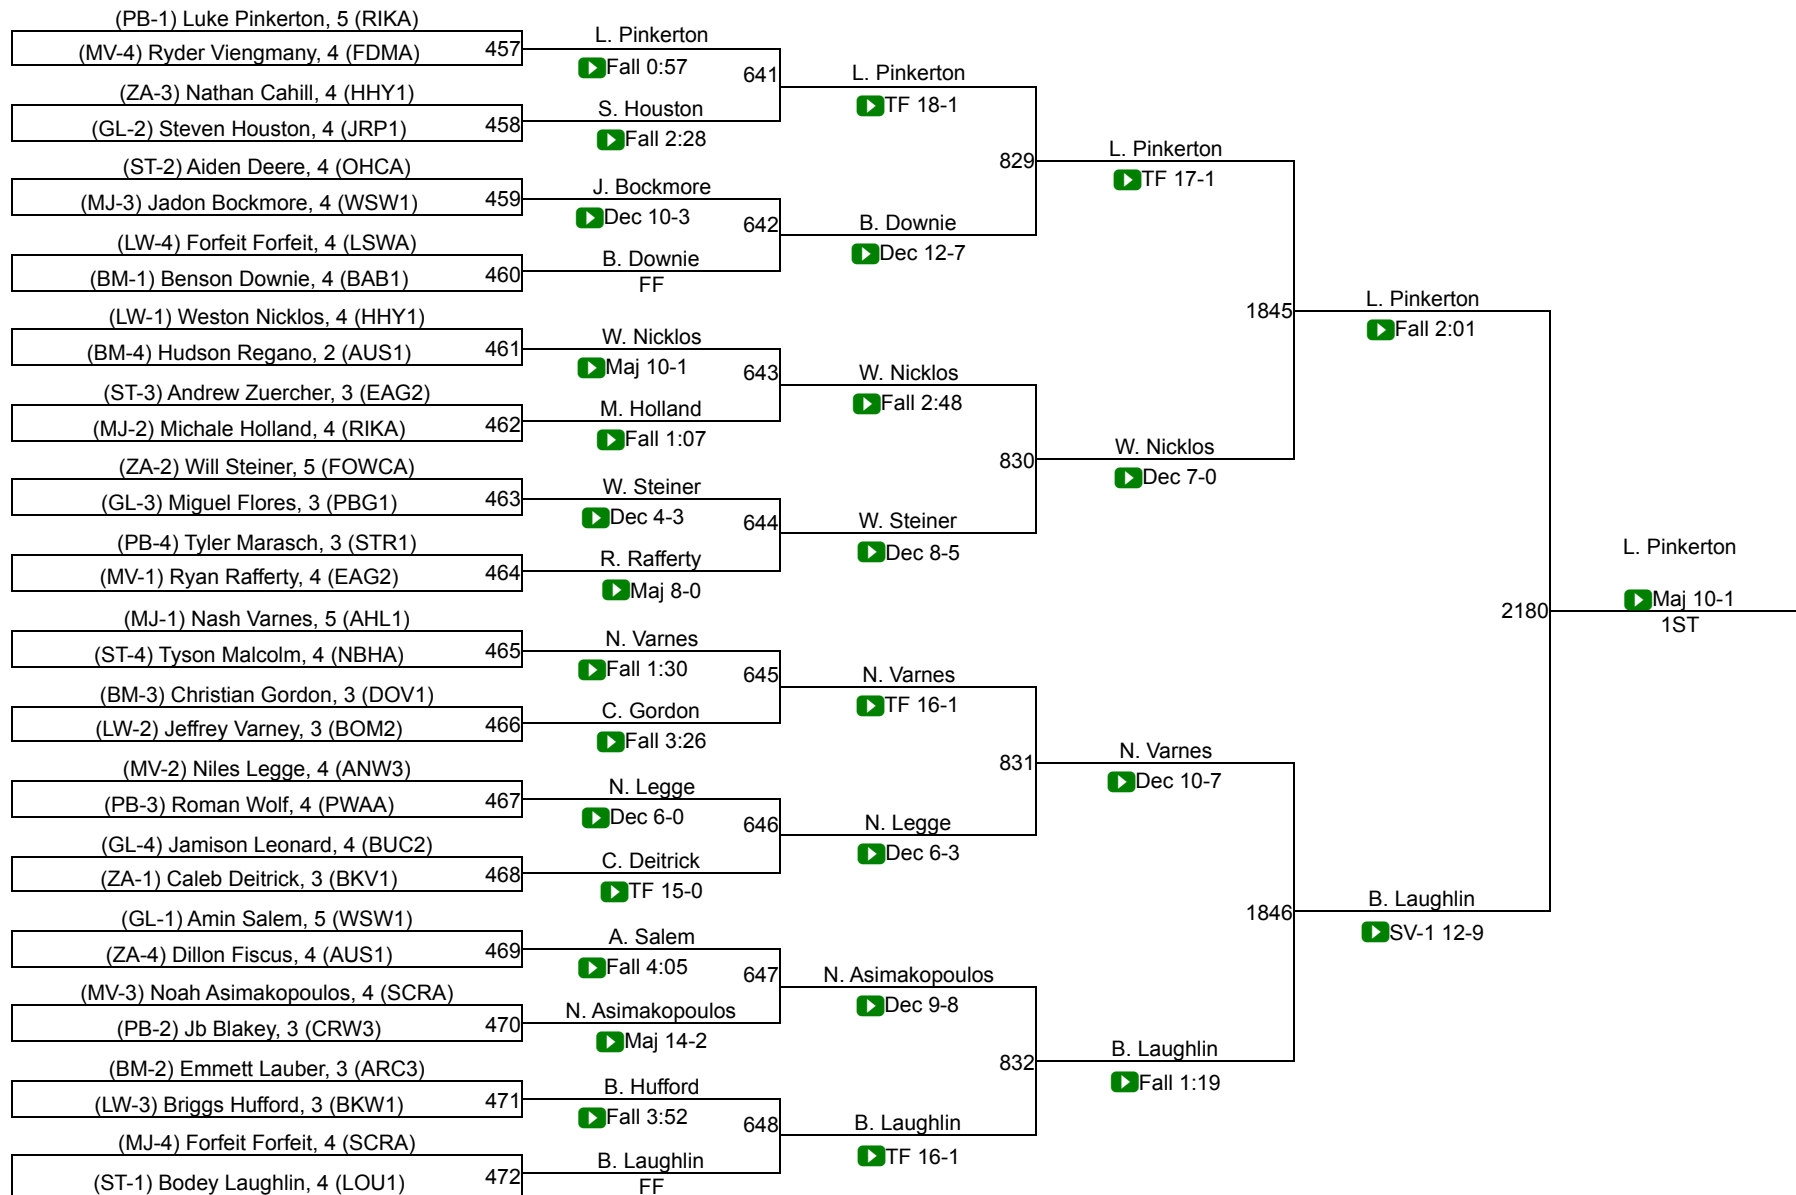 (PB-1) Luke Pinkerton, 5 (RIKA)
(MV-4) Ryder Viengmany, 4 (FDMA)
457
(ZA-3) Nathan Cahill, 4 (HHY1)
(GL-2) Steven Houston, 4 (JRP1)
458
(ST-2) Aiden Deere, 4 (OHCA)
(MJ-3) Jadon Bockmore, 4 (WSW1)
459
(LW-4) Forfeit Forfeit, 4 (LSWA)
(BM-1) Benson Downie, 4 (BAB1)
460
(LW-1) Weston Nicklos, 4 (HHY1)
(BM-4) Hudson Regano, 2 (AUS1)
461
(ST-3) Andrew Zuercher, 3 (EAG2)
(MJ-2) Michale Holland, 4 (RIKA)
462
(ZA-2) Will Steiner, 5 (FOWCA)
(GL-3) Miguel Flores, 3 (PBG1)
463
(PB-4) Tyler Marasch, 3 (STR1)
(MV-1) Ryan Rafferty, 4 (EAG2)
464
(MJ-1) Nash Varnes, 5 (AHL1)
(ST-4) Tyson Malcolm, 4 (NBHA)
465
(BM-3) Christian Gordon, 3 (DOV1)
(LW-2) Jeffrey Varney, 3 (BOM2)
466
(MV-2) Niles Legge, 4 (ANW3)
(PB-3) Roman Wolf, 4 (PWAA)
467
(GL-4) Jamison Leonard, 4 (BUC2)
(ZA-1) Caleb Deitrick, 3 (BKV1)
468
(GL-1) Amin Salem, 5 (WSW1)
(ZA-4) Dillon Fiscus, 4 (AUS1)
469
(MV-3) Noah Asimakopoulos, 4 (SCRA)
(PB-2) Jb Blakey, 3 (CRW3)
470
(BM-2) Emmett Lauber, 3 (ARC3)
(LW-3) Briggs Hufford, 3 (BKW1)
471
(MJ-4) Forfeit Forfeit, 4 (SCRA)
(ST-1) Bodey Laughlin, 4 (LOU1)
472
L. Pinkerton
Fall 0:57
641
S. Houston
Fall 2:28
J. Bockmore
Dec 10-3
642
B. Downie
FF
W. Nicklos
Maj 10-1
643
M. Holland
Fall 1:07
W. Steiner
Dec 4-3
644
R. Rafferty
Maj 8-0
N. Varnes
Fall 1:30
645
C. Gordon
Fall 3:26
N. Legge
Dec 6-0
646
C. Deitrick
TF 15-0
A. Salem
Fall 4:05
647
N. Asimakopoulos
Maj 14-2
B. Hufford
Fall 3:52
648
B. Laughlin
FF
L. Pinkerton
TF 18-1
829
B. Downie
Dec 12-7
W. Nicklos
Fall 2:48
830
W. Steiner
Dec 8-5
N. Varnes
TF 16-1
831
N. Legge
Dec 6-3
N. Asimakopoulos
Dec 9-8
832
B. Laughlin
TF 16-1
L. Pinkerton
TF 17-1
1845
W. Nicklos
Dec 7-0
N. Varnes
Dec 10-7
1846
B. Laughlin
Fall 1:19
L. Pinkerton
Fall 2:01
2180
B. Laughlin
SV-1 12-9
L. Pinkerton
Maj 10-1
1ST